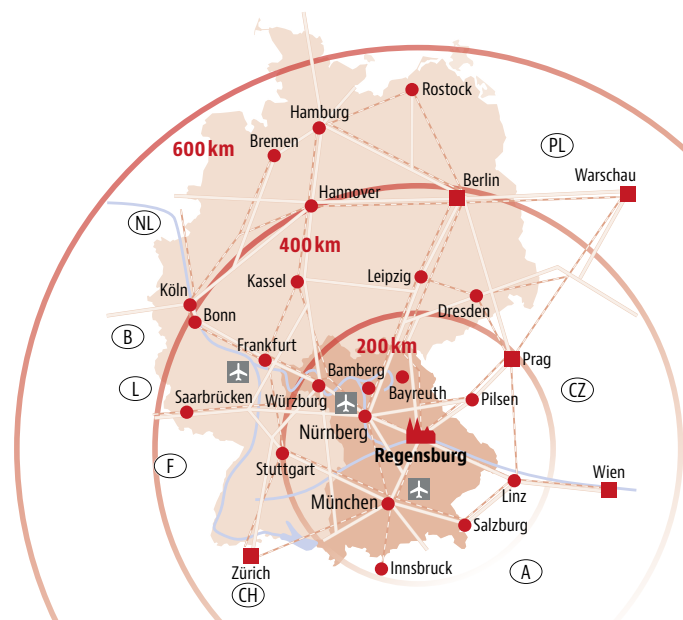 Rostock
Hamburg
Bremen
600 km
PL
Berlin
Warschau
Hannover
NL
400 km
Kassel
Leipzig
Köln
Dresden
Bonn
B
200 km
Frankfurt
Prag
Bamberg
CZ
L
Saarbrücken
Würzburg
Bayreuth
Pilsen
Nürnberg
Regensburg
F
Stuttgart
Wien
München
Linz
Salzburg
Zürich
Innsbruck
A
CH